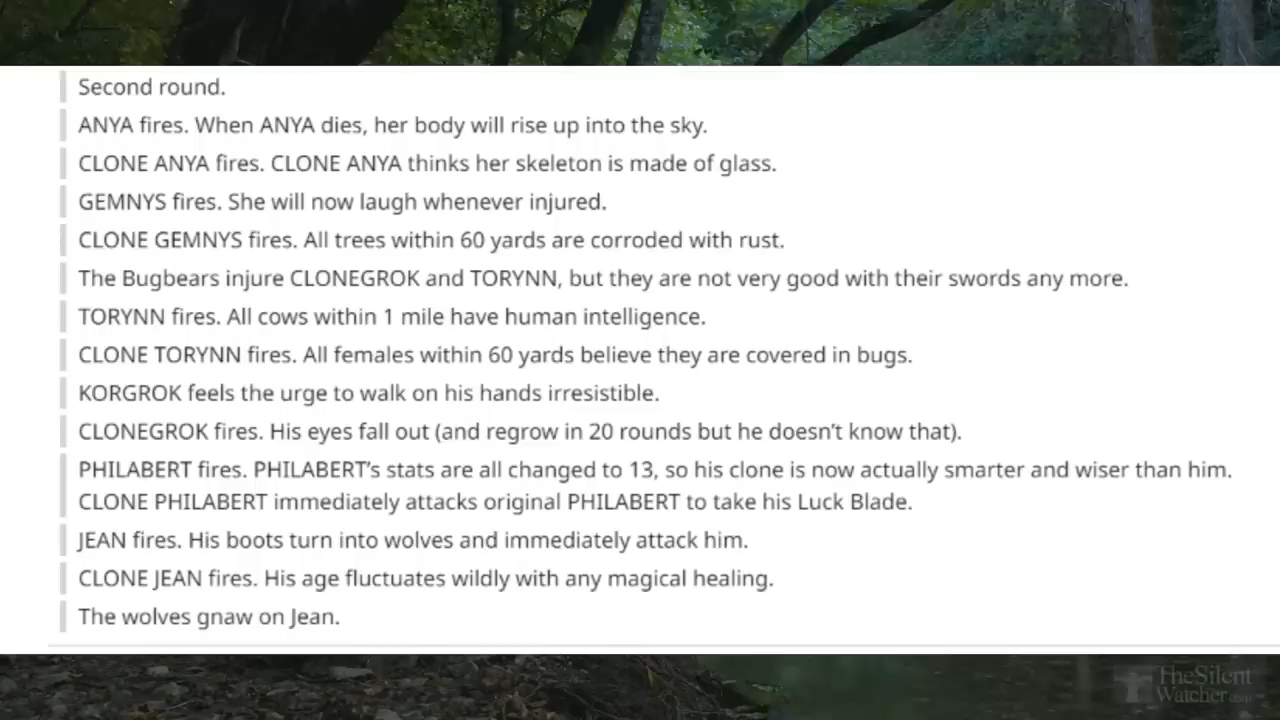 Second round.
ANYA fires. When ANYA dies, her body will rise up into the sky.
CLONE ANYA fires. CLONE ANYA thinks her skeleton is made of glass.
GEMNYS fires. She will now laugh whenever injured.
CLONE GEMNYS fires. All trees within 60 yards are corroded with rust.
The Bugbears injure CLONEGROK and TORYNN, but they are not very good with their swords any more.
TORYNN fires. All cows within 1 mile have human intelligence.
CLONE TORYNN fires. All females within 60 yards believe they are covered in bugs.
KORGROK feels the urge to walk on his hands irresistible.
CLONEGROK fires. His eyes fall out (and regrow in 20 rounds but he doesn’t know that).
PHILABERT fires. PHILABERT’s stats are all changed to 13, so his clone is now actually smarter and wiser than him.
CLONE PHILABERT immediately attacks original PHILABERT to take his Luck Blade.
JEAN fires. His boots turn into wolves and immediately attack him.
CLONE JEAN fires. His age fluctuates wildly with any magical healing.
The wolves gnaw on Jean.
TheSilent
Watcher